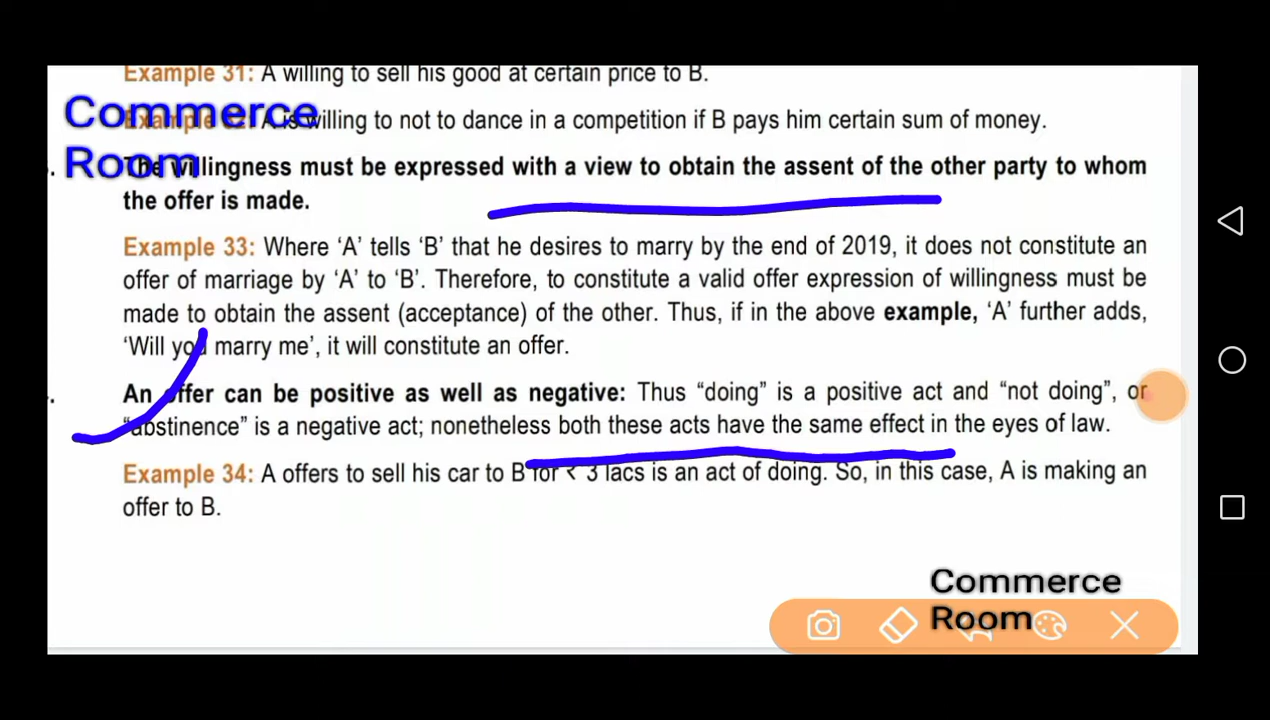 Example 31: A willing to sell his good at certain price to B.
Commerce
Example 32: A is willing to not to dance in a competition if B pays him certain sum of money.
Room
The willingness must be expressed with a view to obtain the assent of the other party to whom
the offer is made.
Example 33: Where ‘A’ tells ‘B’ that he desires to marry by the end of 2019, it does not constitute an
offer of marriage by ‘A’ to ‘B’. Therefore, to constitute a valid offer expression of willingness must be
made to obtain the assent (acceptance) of the other. Thus, if in the above example, ‘A’ further adds,
‘Will you marry me’, it will constitute an offer.
An offer can be positive as well as negative: Thus “doing” is a positive act and “not doing”, or
“abstinence” is a negative act; nonetheless both these acts have the same effect in the eyes of law.
Example 34: A offers to sell his car to B for ₹ 3 lacs is an act of doing. So, in this case, A is making an
offer to B.
Commerce
Room